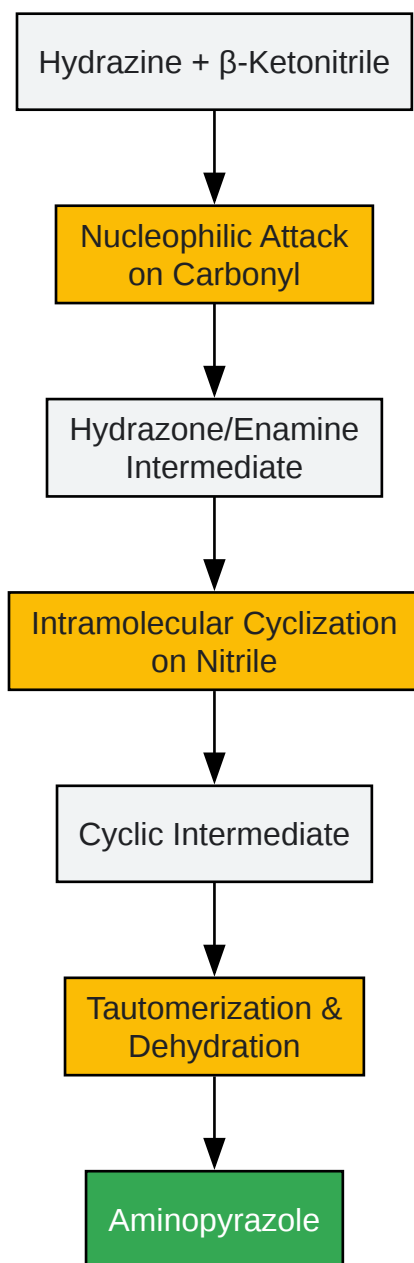 Hydrazine + β-Ketonitrile
Nucleophilic Attack
on Carbonyl
Hydrazone/Enamine
Intermediate
Intramolecular Cyclization
on Nitrile
Cyclic Intermediate
Tautomerization &
Dehydration
Aminopyrazole